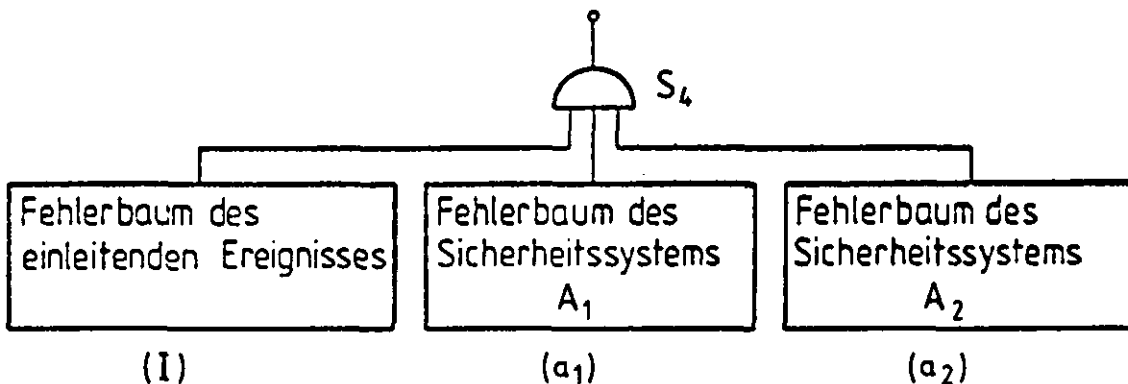 S₄
Fehlerbaum des
einleitenden Ereignisses
Fehlerbaum des
Sicherheitssystems
A₁
Fehlerbaum des
Sicherheitssystems
A₂
(I)
(a₁)
(a₂)